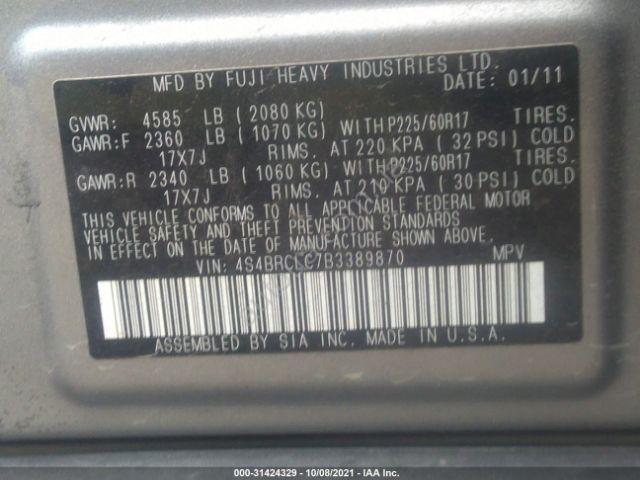 MFD BY FUJI HEAVY INDUSTRIES LTD.
DATE: 01/11
GVWR: 4585 LB ( 2080 KG)
GAWR:F 2360 LB ( 1070 KG) WITH P225/60R17 TIRES.
17X7J RIMS. AT 220 KPA ( 32 PSI) COLD
GAWR:R 2340 LB ( 1060 KG) WITH P225/60R17 TIRES.
17X7J RIMS. AT 210 KPA ( 30 PSI) COLD
THIS VEHICLE CONFORMS TO ALL APPLICABLE FEDERAL MOTOR
VEHICLE SAFETY AND THEFT PREVENTION STANDARDS
IN EFFECT ON THE DATE OF MANUFACTURE SHOWN ABOVE.
VIN: 4S4BRCLC7B3389870 MPV
ASSEMBLED BY SIA INC. MADE IN U.S.A.
000-31424329 - 10/08/2021 - IAA Inc.